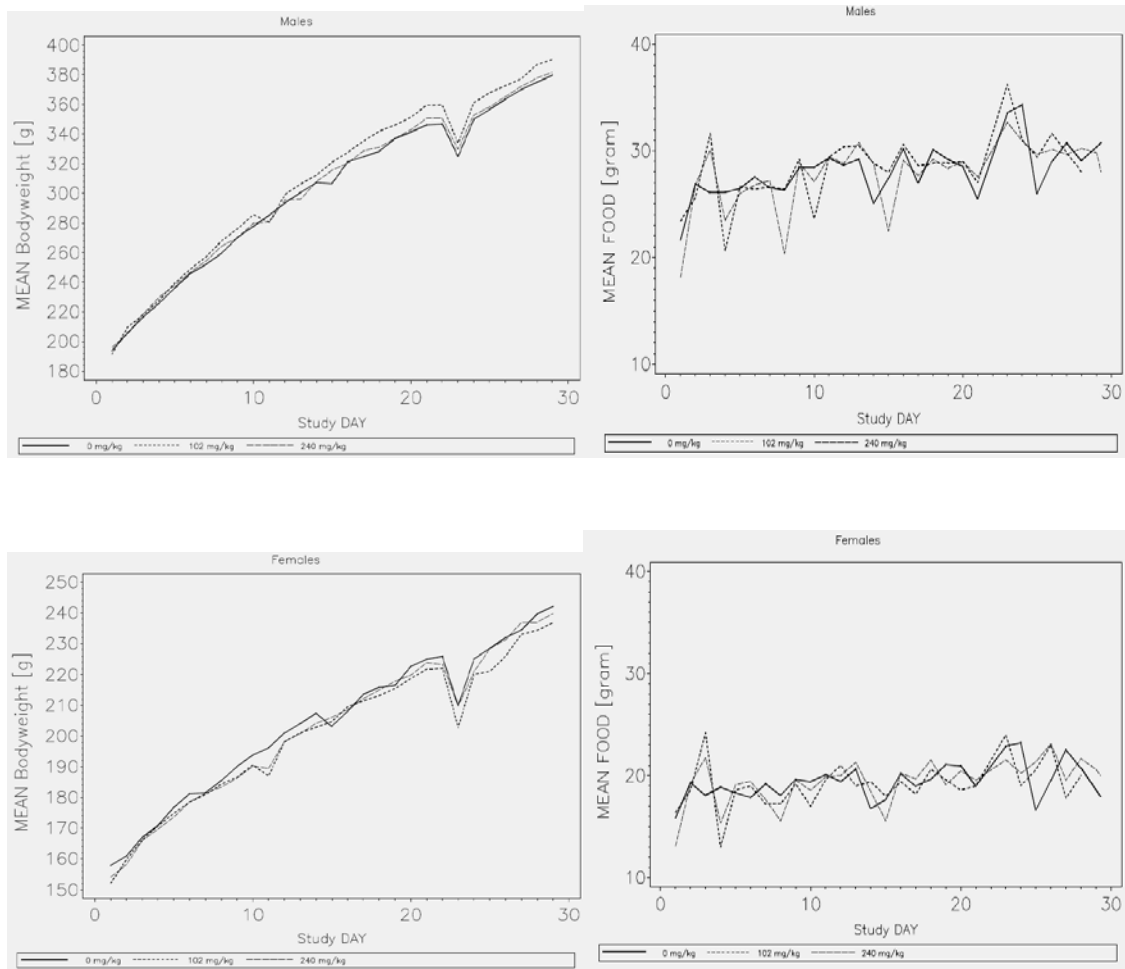 Males
MEAN Bodyweight [g]
400
380
360
340
320
300
280
260
240
220
200
180
0 10 20 30
Study DAY
0 mg/kg 102 mg/kg 240 mg/kg
Males
MEAN FOOD [gram]
40
30
20
10
0 10 20 30
Study DAY
0 mg/kg 102 mg/kg 240 mg/kg
Females
MEAN Bodyweight [g]
250
240
230
220
210
200
190
180
170
160
150
0 10 20 30
Study DAY
0 mg/kg 102 mg/kg 240 mg/kg
Females
MEAN FOOD [gram]
40
30
20
10
0 10 20 30
Study DAY
0 mg/kg 102 mg/kg 240 mg/kg